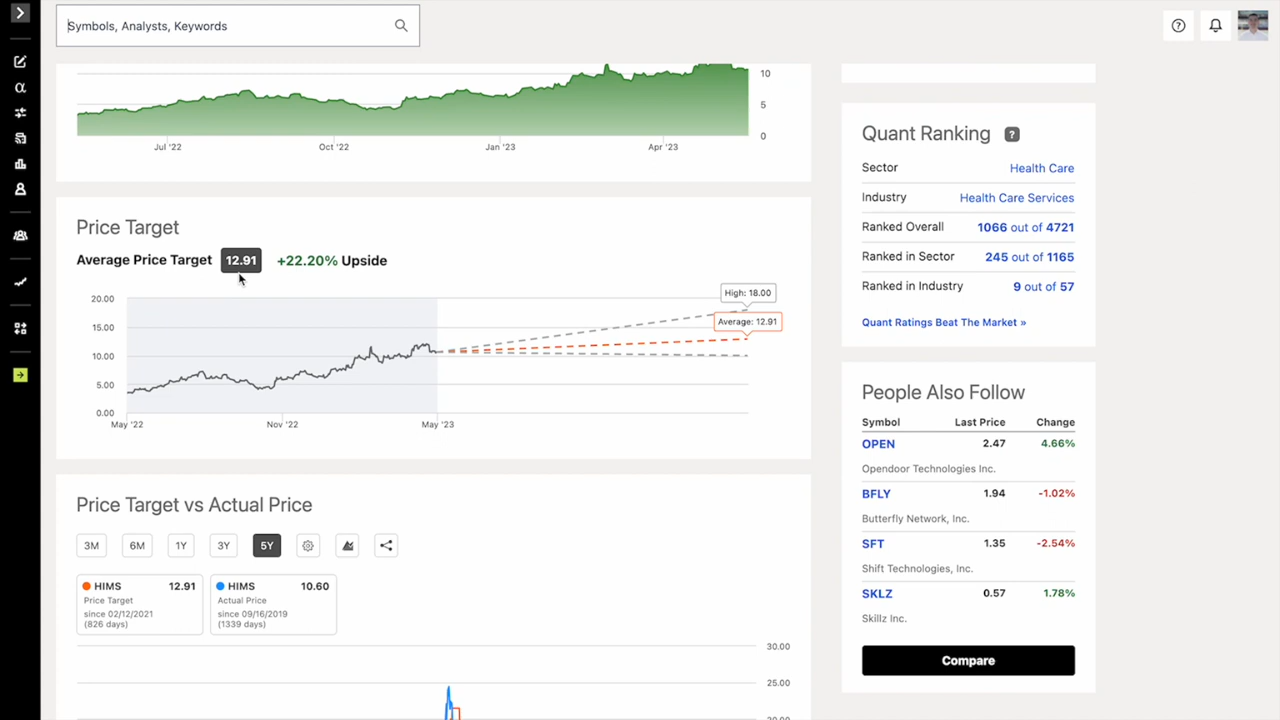 Symbols, Analysts, Keywords
10
5
0
Jul '22
Oct '22
Jan '23
Apr '23
Price Target
Average Price Target 12.91 +22.20% Upside
20.00
15.00
10.00
5.00
0.00
High: 18.00
Average: 12.91
May '22
Nov '22
May '23
Price Target vs Actual Price
3M 6M 1Y 3Y 5Y
HIMS 12.91
Price Target
since 02/12/2021
(826 days)
HIMS 10.60
Actual Price
since 09/16/2019
(1339 days)
30.00
25.00
20.00
Quant Ranking ?
Sector Health Care
Industry Health Care Services
Ranked Overall 1066 out of 4721
Ranked in Sector 245 out of 1165
Ranked in Industry 9 out of 57
Quant Ratings Beat The Market »
People Also Follow
Symbol Last Price Change
OPEN 2.47 4.66%
Opendoor Technologies Inc.
BFLY 1.94 -1.02%
Butterfly Network, Inc.
SFT 1.35 -2.54%
Shift Technologies, Inc.
SKLZ 0.57 1.78%
Skillz Inc.
Compare